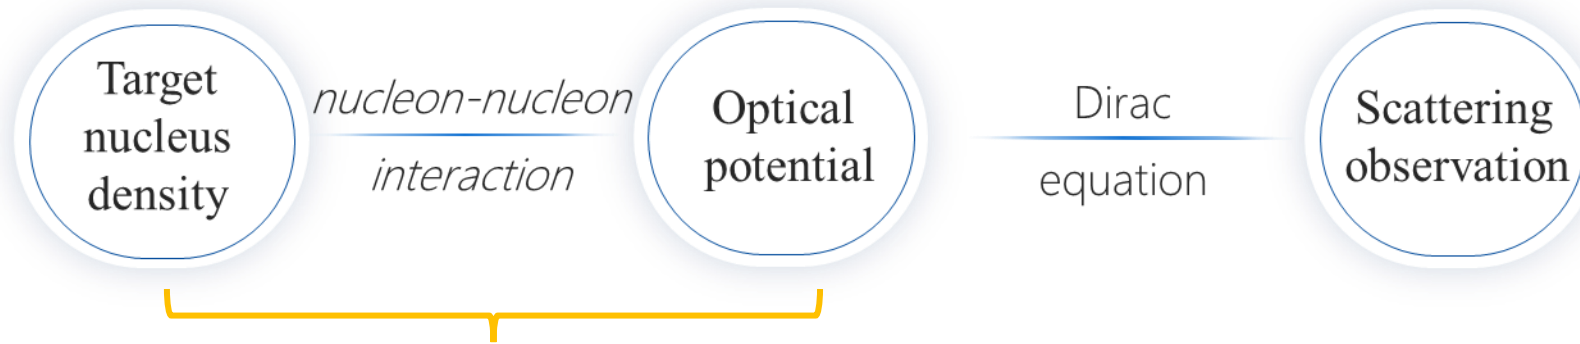 Target
nucleus
density
nucleon-nucleon
interaction
Optical
potential
Dirac
equation
Scattering
observation